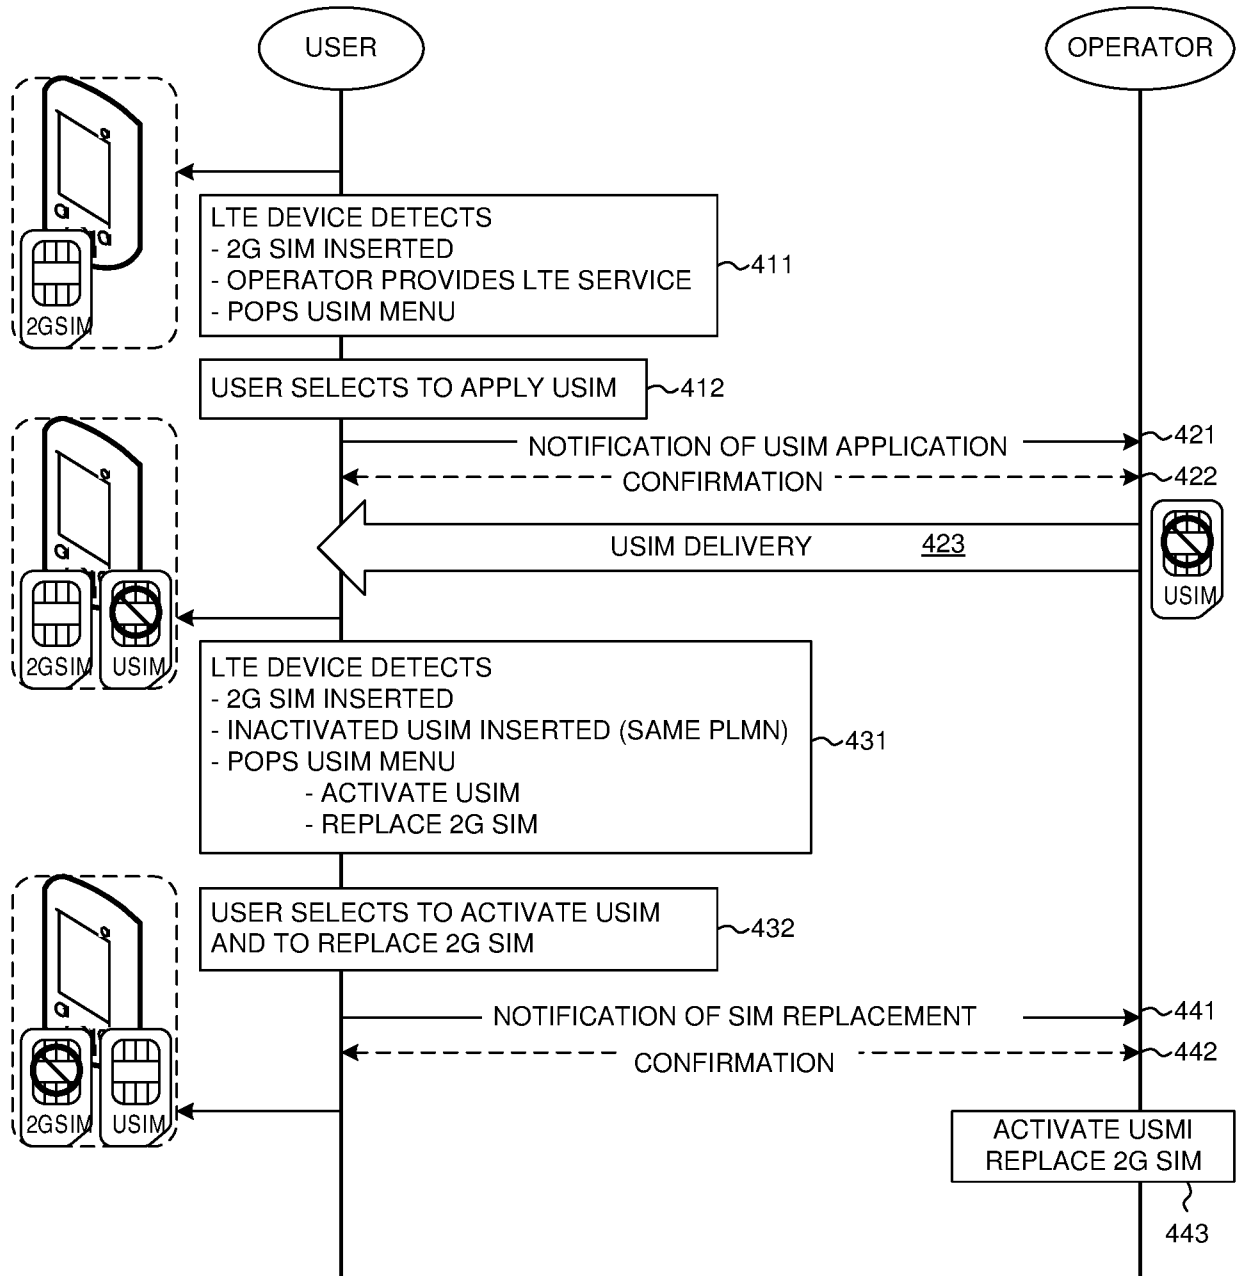 USER
OPERATOR
LTE DEVICE DETECTS
- 2G SIM INSERTED
- OPERATOR PROVIDES LTE SERVICE
- POPS USIM MENU
411
2GSIM
USER SELECTS TO APPLY USIM
412
NOTIFICATION OF USIM APPLICATION
421
CONFIRMATION
422
USIM DELIVERY
423
USIM
2GSIM
USIM
LTE DEVICE DETECTS
- 2G SIM INSERTED
- INACTIVATED USIM INSERTED (SAME PLMN)
- POPS USIM MENU
- ACTIVATE USIM
- REPLACE 2G SIM
431
USER SELECTS TO ACTIVATE USIM
AND TO REPLACE 2G SIM
432
NOTIFICATION OF SIM REPLACEMENT
441
CONFIRMATION
442
2GSIM
USIM
ACTIVATE USMI
REPLACE 2G SIM
443